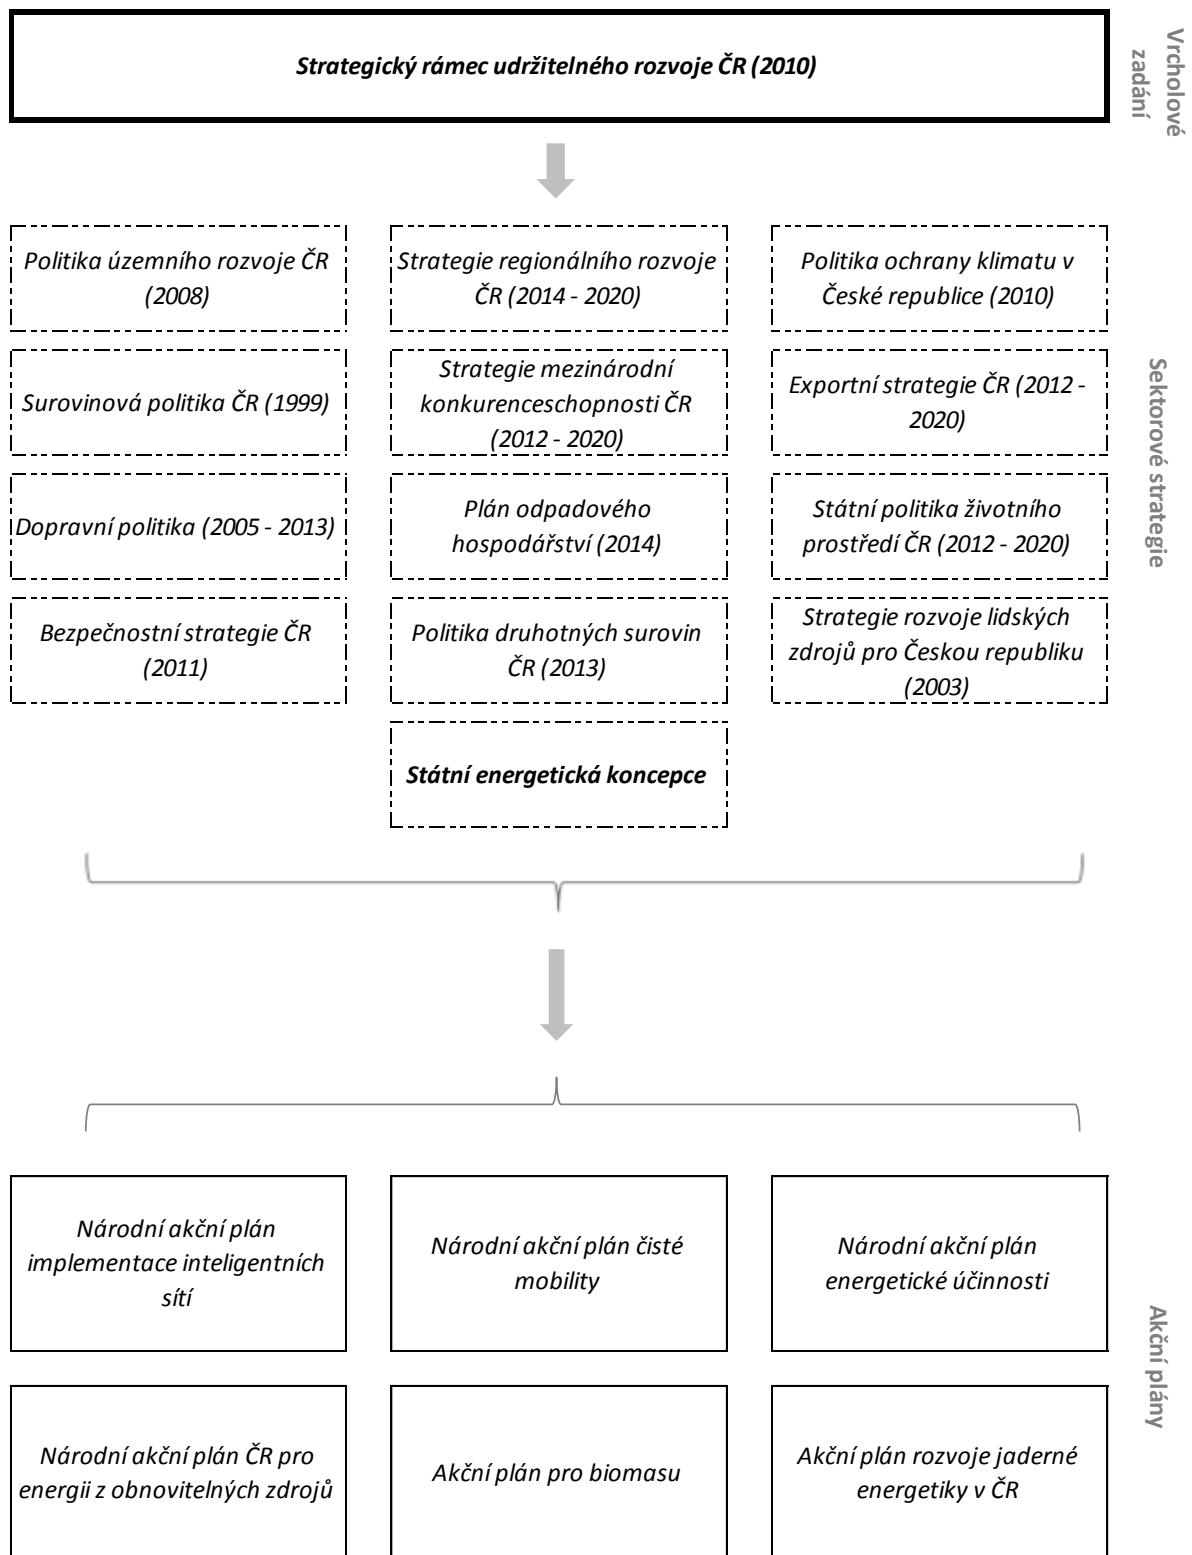 Strategický rámec udržitelného rozvoje ČR (2010)
Vrcholové
zadání
Politika územního rozvoje ČR
(2008)
Strategie regionálního rozvoje
ČR (2014 - 2020)
Politika ochrany klimatu v
České republice (2010)
Surovinová politika ČR (1999)
Strategie mezinárodní
konkurenceschopnosti ČR
(2012 - 2020)
Exportní strategie ČR (2012 -
2020)
Dopravní politika (2005 - 2013)
Plán odpadového
hospodářství (2014)
Státní politika životního
prostředí ČR (2012 - 2020)
Bezpečnostní strategie ČR
(2011)
Politika druhotných surovin
ČR (2013)
Strategie rozvoje lidských
zdrojů pro Českou republiku
(2003)
Státní energetická koncepce
Sektorové strategie
Národní akční plán
implementace inteligentních
sítí
Národní akční plán čisté
mobility
Národní akční plán
energetické účinnosti
Národní akční plán ČR pro
energii z obnovitelných zdrojů
Akční plán pro biomasu
Akční plán rozvoje jaderné
energetiky v ČR
Akční plány